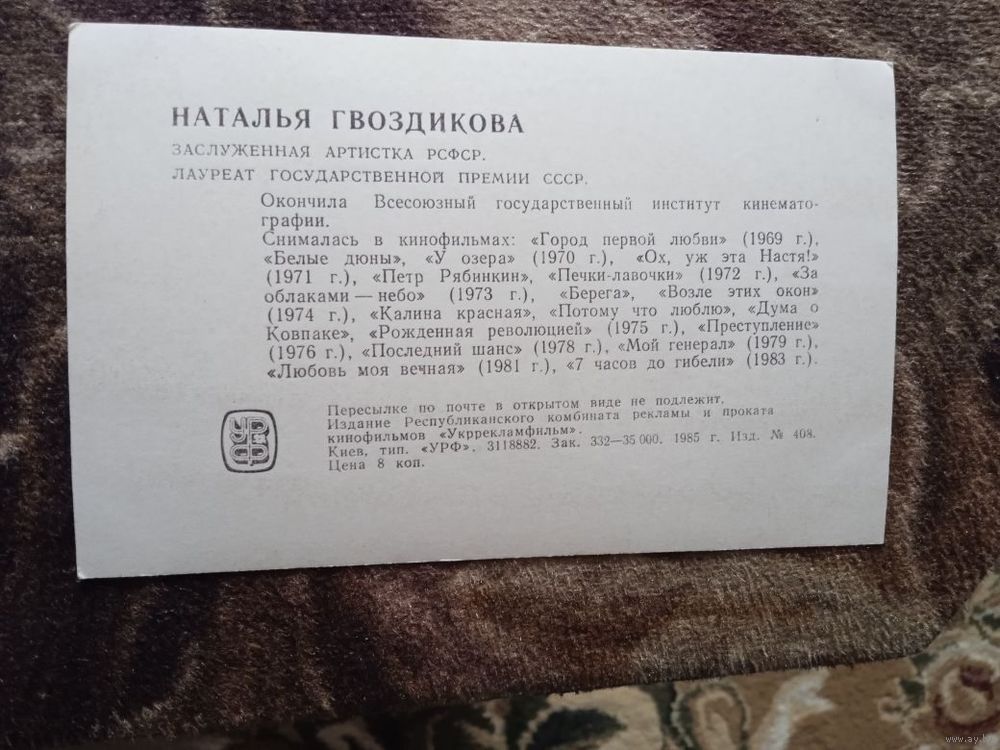 НАТАЛЬЯ ГВОЗДИКОВА
ЗАСЛУЖЕННАЯ АРТИСТКА РСФСР.
ЛАУРЕАТ ГОСУДАРСТВЕННОЙ ПРЕМИИ СССР.
Окончила Всесоюзный государственный институт кинемато-
графии.
Снималась в кинофильмах: «Город первой любви» (1969 г.),
«Белые дюны», «У озера» (1970 г.), «Ох, уж эта Настя!»
(1971 г.), «Петр Рябинкин», «Печки-лавочки» (1972 г.), «За
облаками — небо» (1973 г.), «Берега», «Возле этих окон»
(1974 г.), «Калина красная», «Потому что люблю», «Дума о
Ковпаке», «Рожденная революцией» (1975 г.), «Преступление»
(1976 г.), «Последний шанс» (1978 г.), «Мой генерал» (1979 г.),
«Любовь моя вечная» (1981 г.), «7 часов до гибели» (1983 г.).
Пересылке по почте в открытом виде не подлежит.
Издание Республиканского комбината рекламы и проката
кинофильмов «Укррекламфильм».
Киев, тип. «УРФ», 3118882. Зак. 332—35 000. 1985 г. Изд. № 408.
Цена 8 коп.